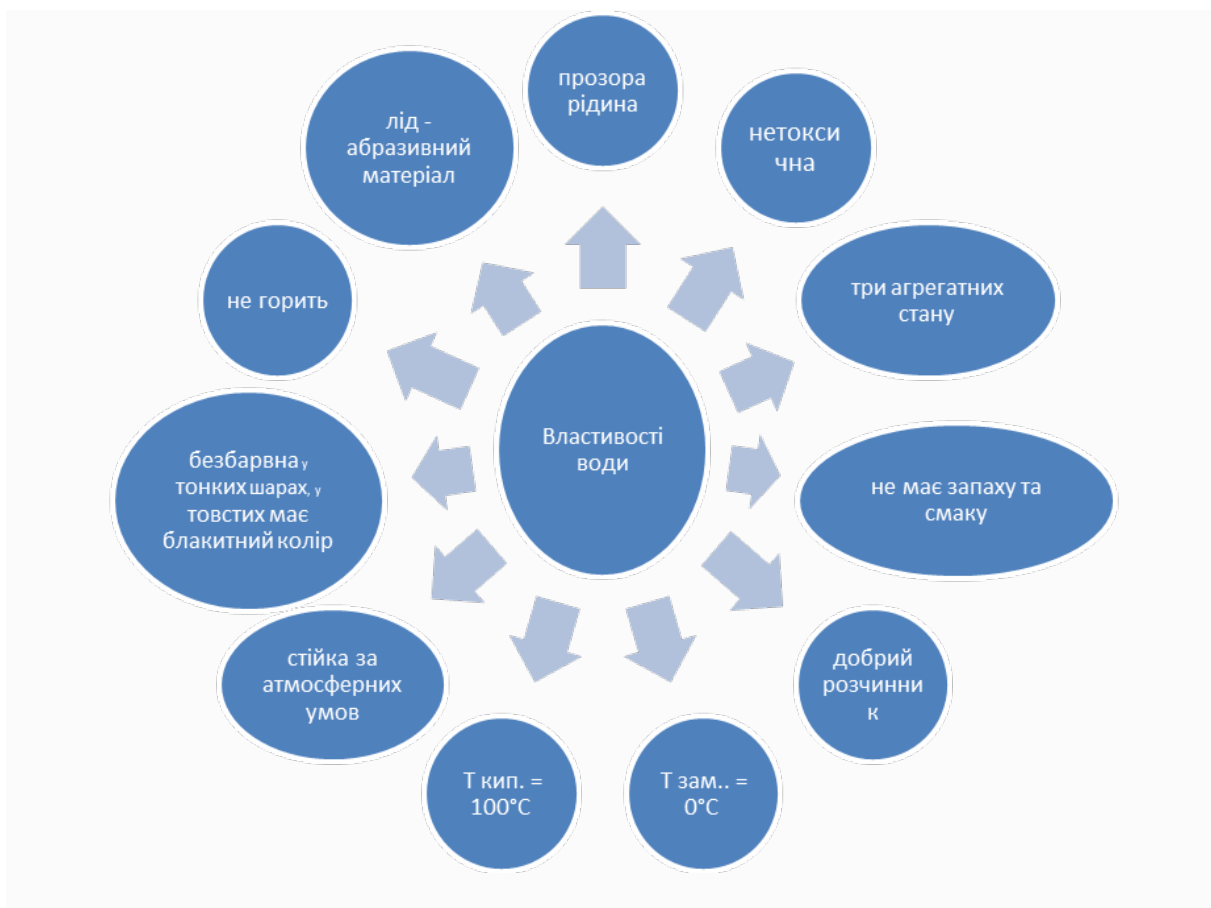 прозора
рідина
нетокси
чна
три агрегатних
стану
не має запаху та
смаку
добрий
розчинни
к
Т зам.. =
0°С
Т кип. =
100°С
стійка за
атмосферних
умов
безбарвна у
тонких шарах, у
товстих має
блакитний колір
не горить
лід -
абразивний
матеріал
Властивості
води